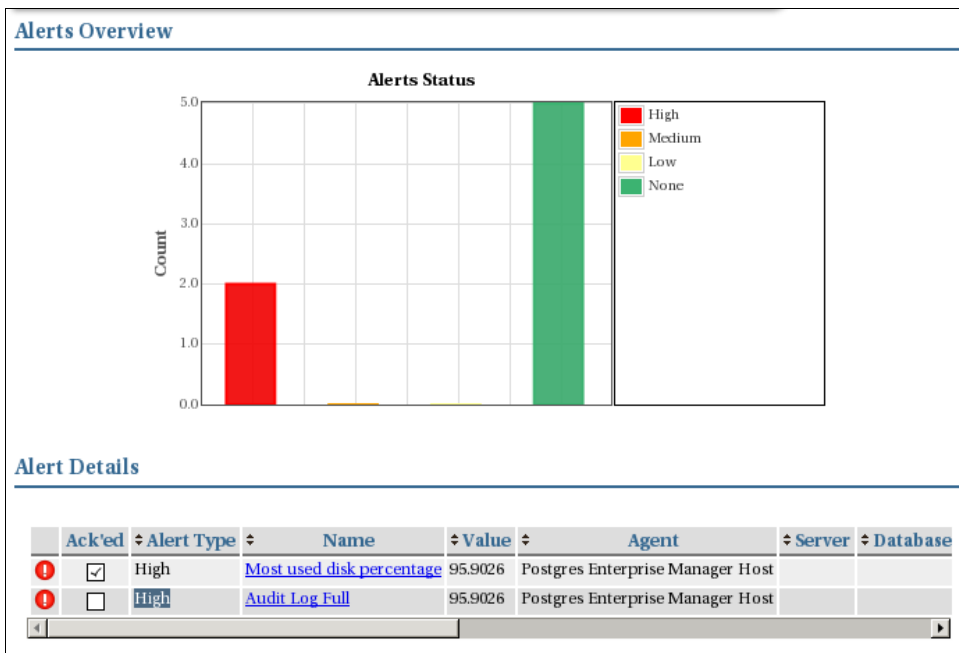 Alerts Overview
Alerts Status
5.0
4.0
3.0
2.0
1.0
0.0
Count
High
Medium
Low
None
Alert Details
Ack'ed Alert Type Name Value Agent Server Database
High Most used disk percentage 95.9026 Postgres Enterprise Manager Host
High Audit Log Full 95.9026 Postgres Enterprise Manager Host